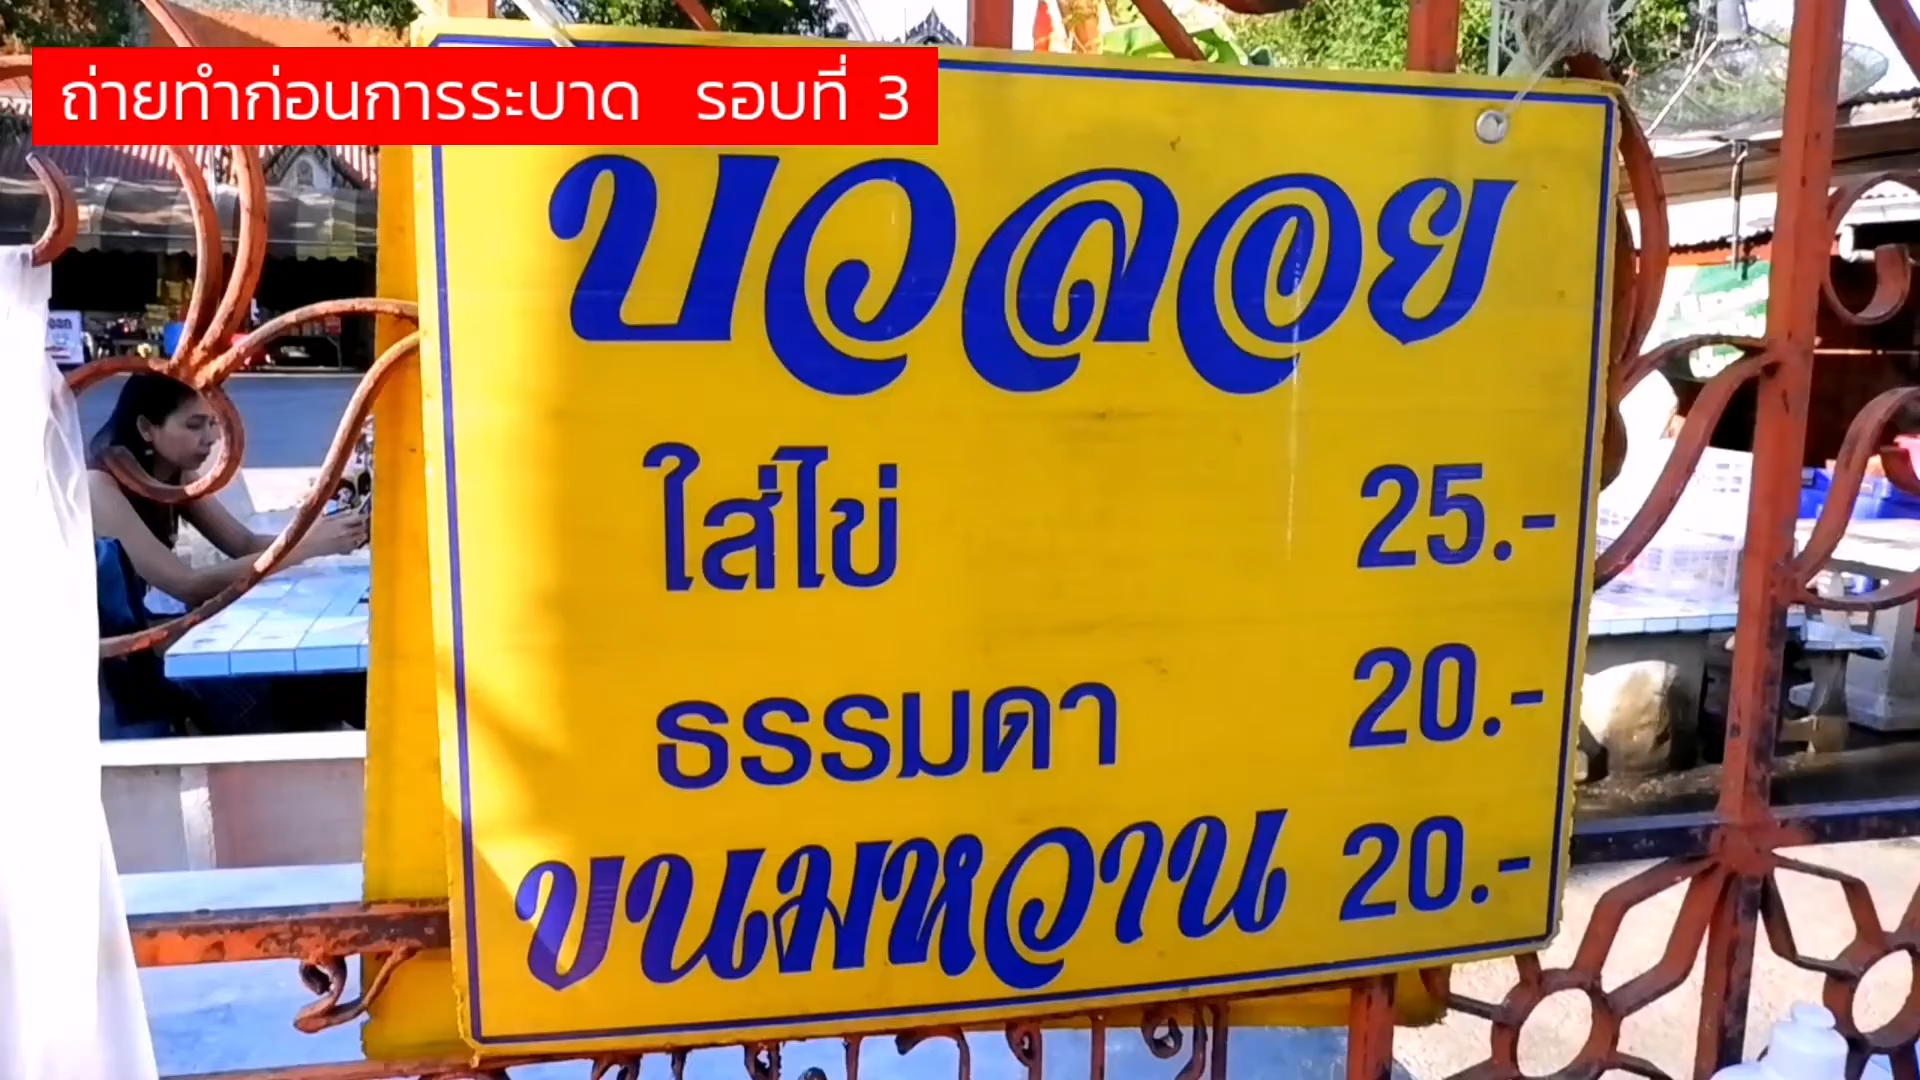 ถ่ายทำก่อนการระบาด รอบที่ 3
บวลอย
ใส่ไข่ 25.-
ธรรมดา 20.-
ขนมหวาน 20.-